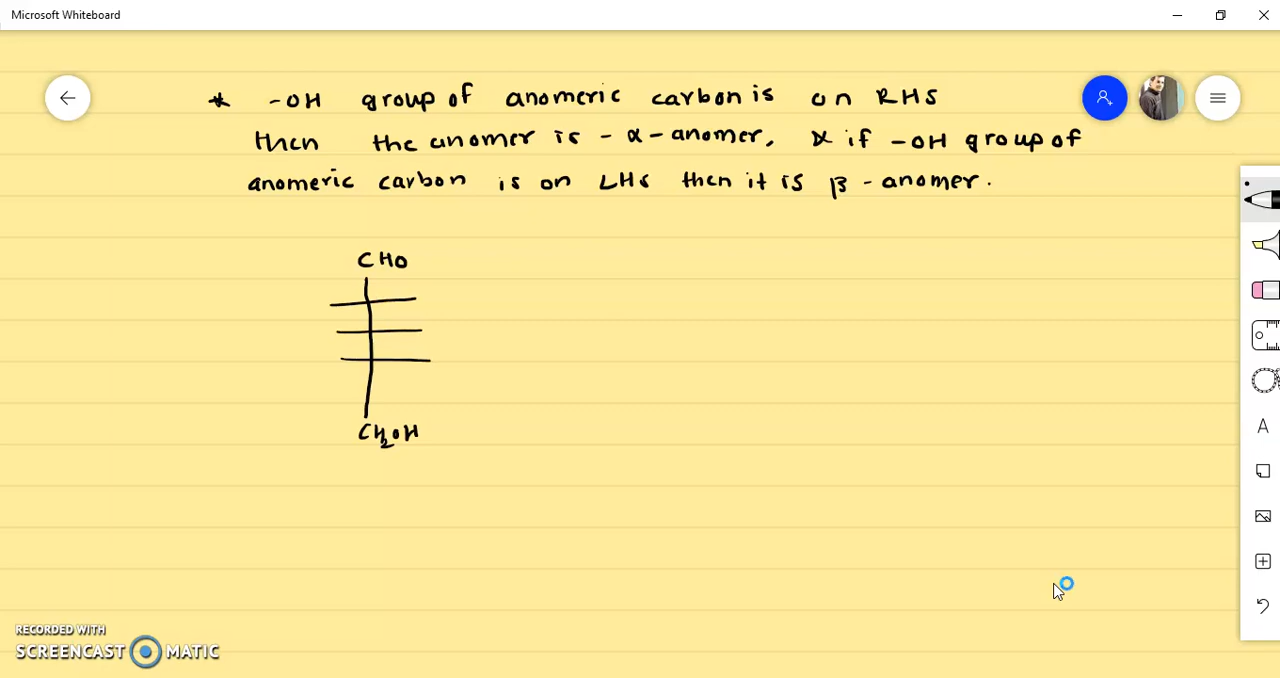 Microsoft Whiteboard
* -OH group of anomeric carbon is on RHS
then the anomer is - α - anomer, & if -OH group of
anomeric carbon is on LHS then it is β - anomer.
CHO
CH2OH
A
RECORDED WITH
SCREENCAST MATIC